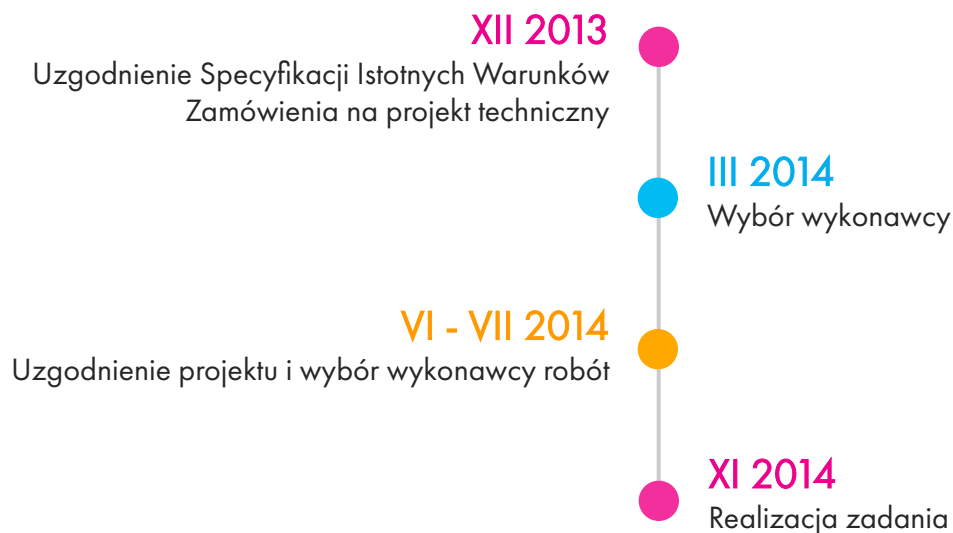 XII 2013
Uzgodnienie Specyfikacji Istotnych Warunków
Zamówienia na projekt techniczny
III 2014
Wybór wykonawcy
VI - VII 2014
Uzgodnienie projektu i wybór wykonawcy robót
XI 2014
Realizacja zadania